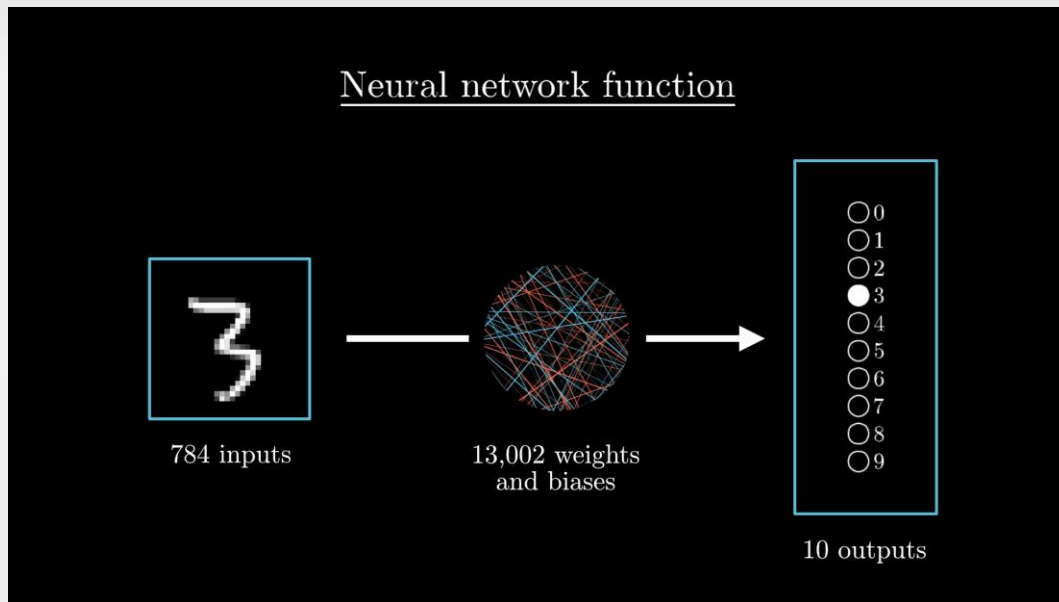 Neural network function
3
784 inputs
13,002 weights
and biases
0
1
2
3
4
5
6
7
8
9
10 outputs